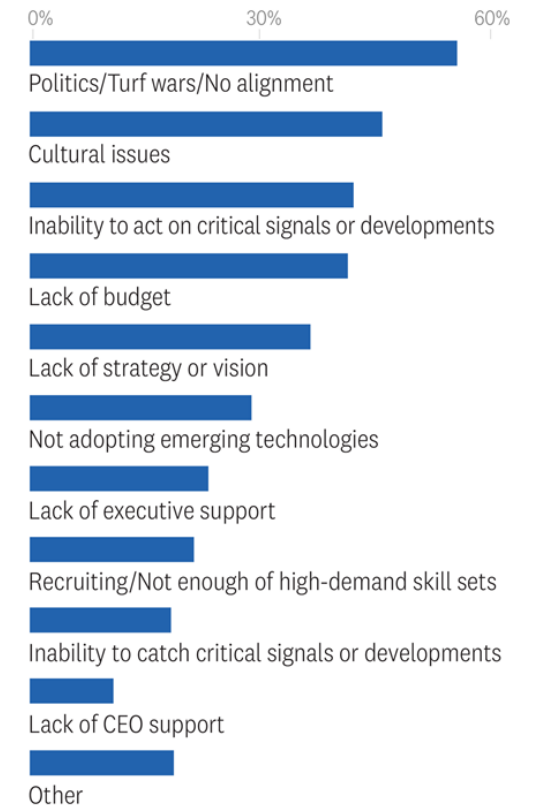 0% 30% 60%
Politics/Turf wars/No alignment
Cultural issues
Inability to act on critical signals or developments
Lack of budget
Lack of strategy or vision
Not adopting emerging technologies
Lack of executive support
Recruiting/Not enough of high-demand skill sets
Inability to catch critical signals or developments
Lack of CEO support
Other